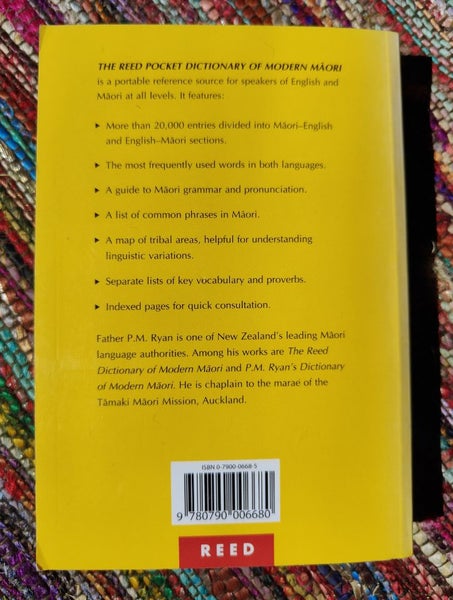 THE REED POCKET DICTIONARY OF MODERN MĀORI
is a portable reference source for speakers of English and
Māori at all levels. It features:
▸ More than 20,000 entries divided into Māori–English
and English–Māori sections.
▸ The most frequently used words in both languages.
▸ A guide to Māori grammar and pronunciation.
▸ A list of common phrases in Māori.
▸ A map of tribal areas, helpful for understanding
linguistic variations.
▸ Separate lists of key vocabulary and proverbs.
▸ Indexed pages for quick consultation.
Father P.M. Ryan is one of New Zealand's leading Māori
language authorities. Among his works are The Reed
Dictionary of Modern Māori and P.M. Ryan's Dictionary
of Modern Māori. He is chaplain to the marae of the
Tāmaki Māori Mission, Auckland.
ISBN 0-7900-0668-5
9 780790 006680
REED